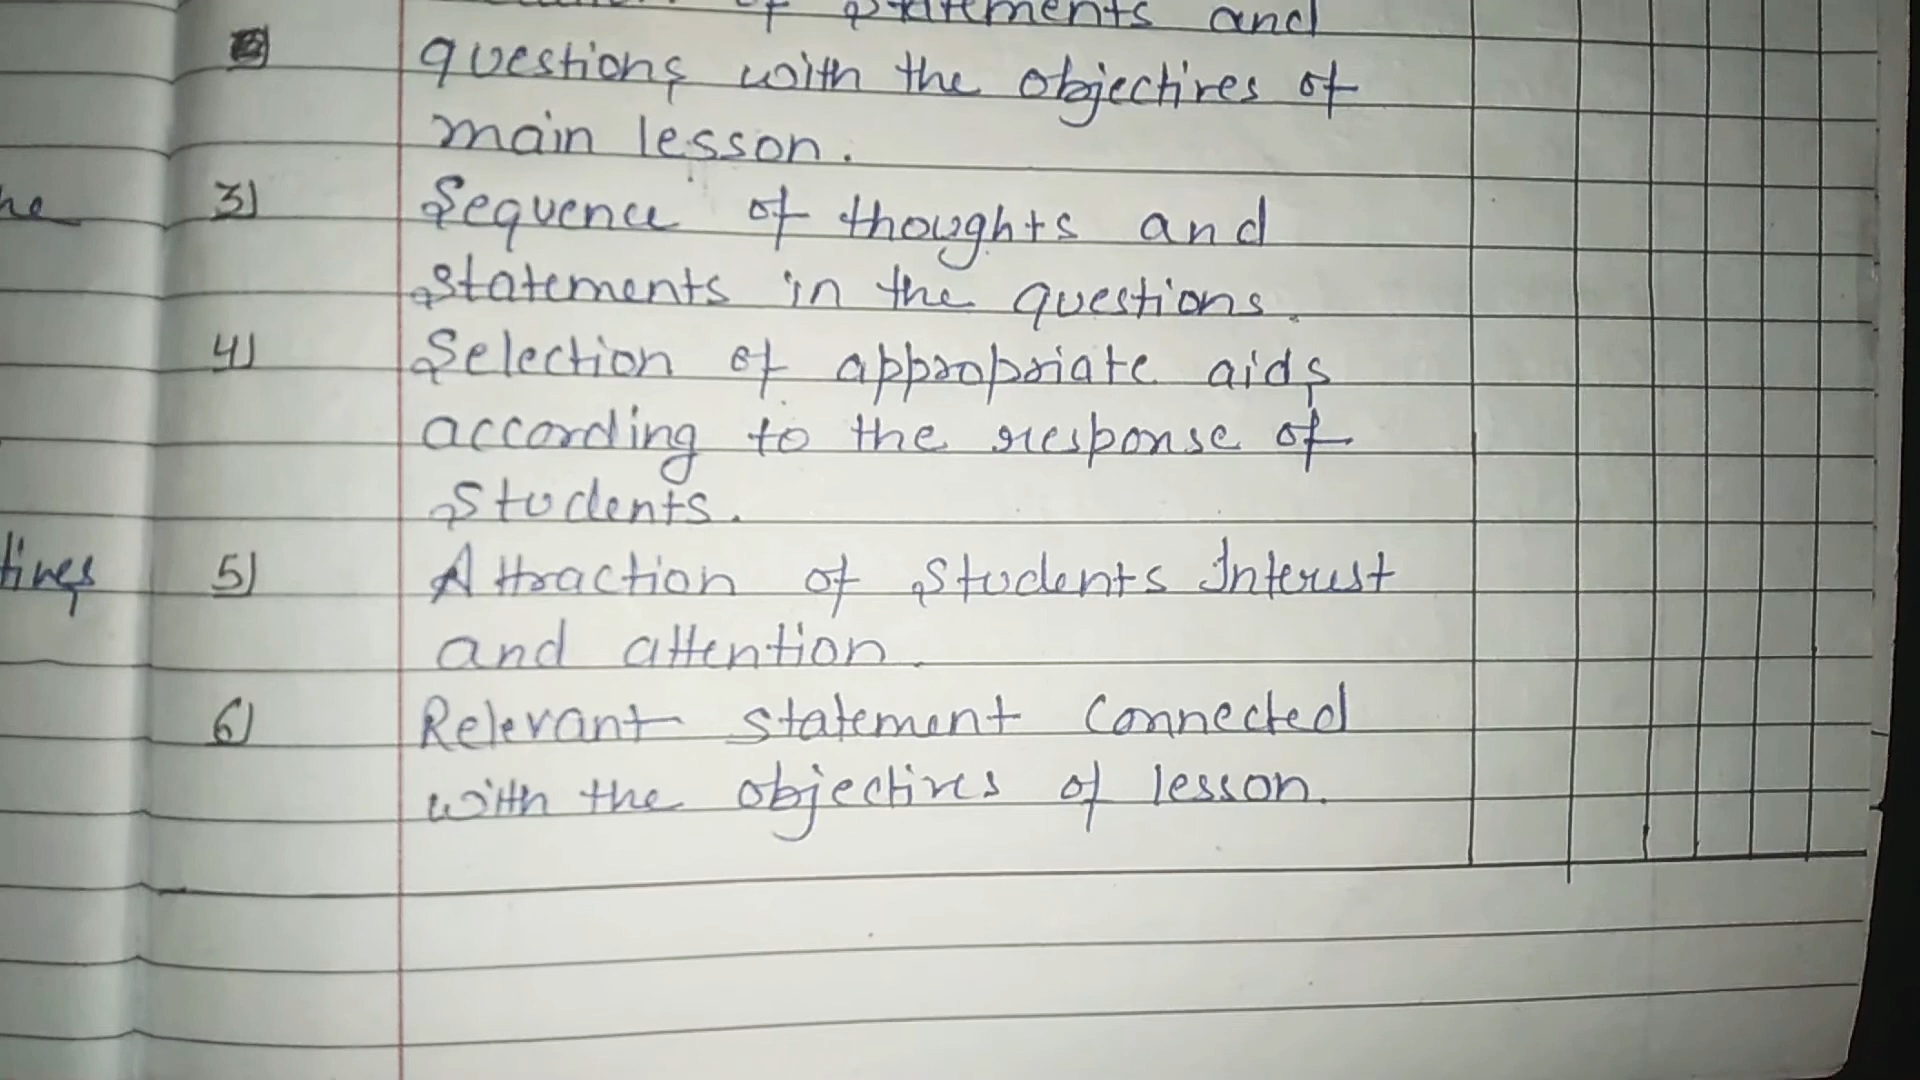 statements and
questions with the objectives of
main lesson.
3) Sequence of thoughts and
statements in the questions.
4) Selection of appropriate aids
according to the response of
students.
5) Attraction of students Interest
and attention.
6) Relevant statement Connected
with the objectives of lesson.